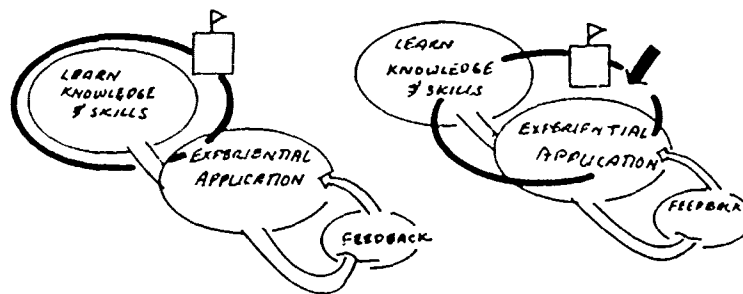 LEARN
KNOWLEDGE
& SKILLS
EXPERIENTIAL
APPLICATION
FEEDBACK
LEARN
KNOWLEDGE
& SKILLS
EXPERIENTIAL
APPLICATION
FEEDBACK